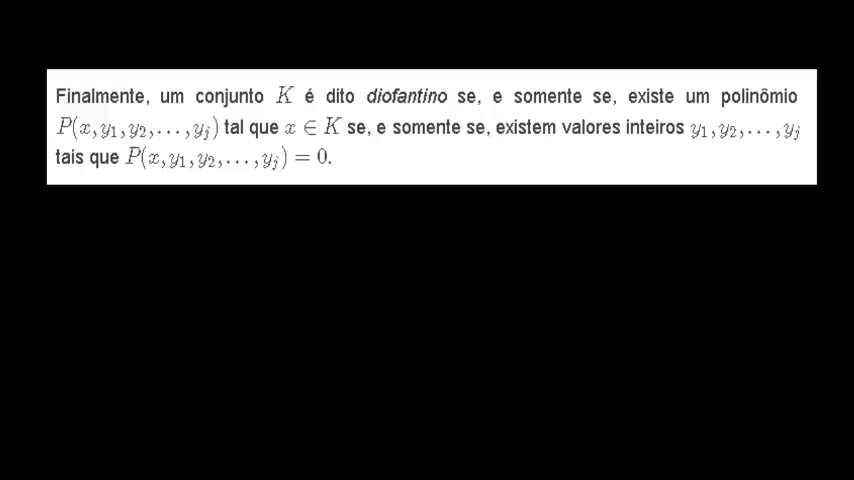 Finalmente, um conjunto K é dito diofantino se, e somente se, existe um polinômio
P(x, y₁, y₂, . . . , yⱼ) tal que x ∈ K se, e somente se, existem valores inteiros y₁, y₂, . . . , yⱼ
tais que P(x, y₁, y₂, . . . , yⱼ) = 0.